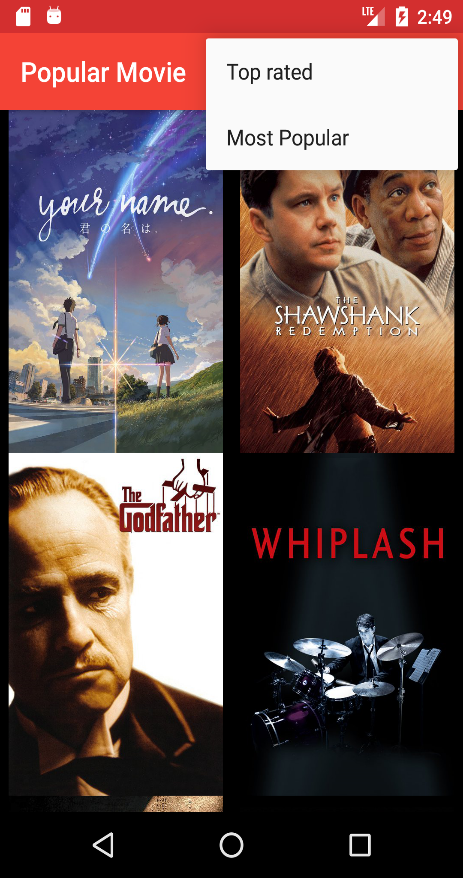 LTE 2:49
Popular Movie
Top rated
Most Popular
your name.
君の名は。
THE
SHAWSHANK
REDEMPTION
The
Godfather
WHIPLASH